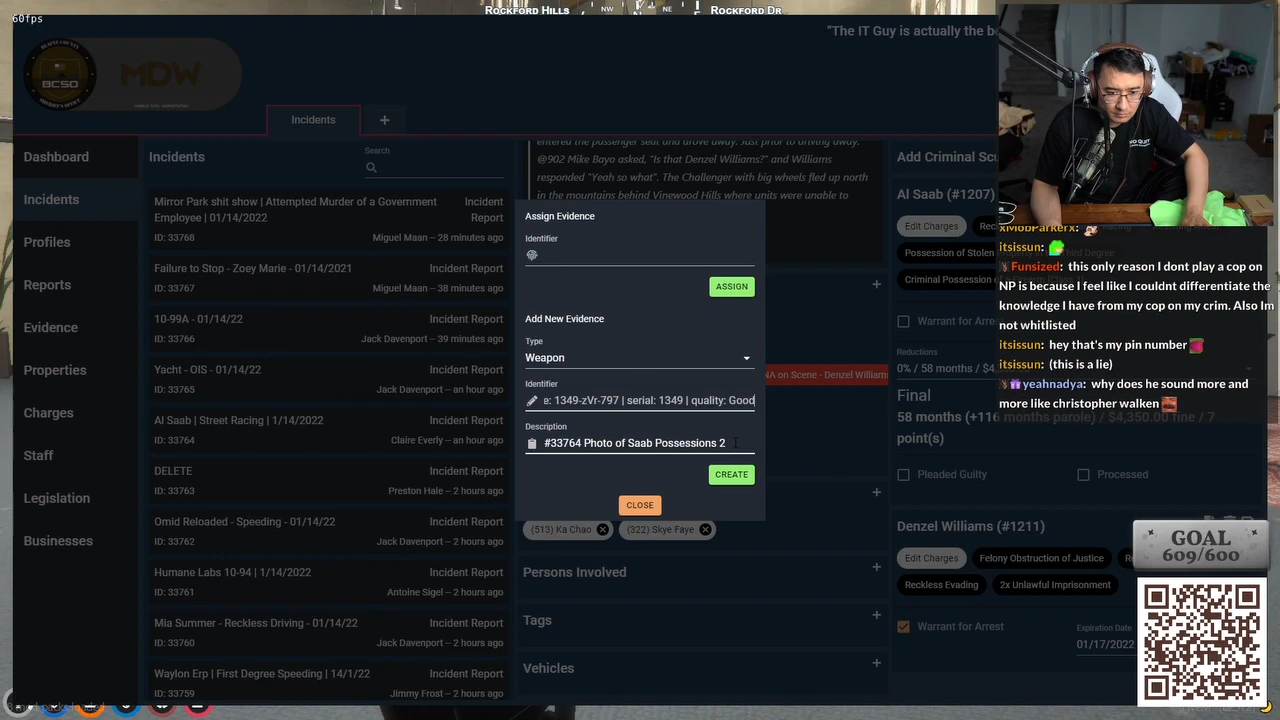 60fps
ROCKFORD HILLS
NW
NE
ROCKFORD DR
"The IT Guy is actually the b
BLAINE COUNTY
BCSO
SHERIFF'S OFFICE
MDW
Incidents
Dashboard
Incidents
Profiles
Reports
Evidence
Properties
Charges
Staff
Legislation
Businesses
Incidents
Search
Mirror Park shit show | Attempted Murder of a Government Employee | 01/14/2022
Incident Report
ID: 33768
Miguel Maan – 28 minutes ago
Failure to Stop - Zoey Marie - 01/14/2022
Incident Report
ID: 33767
Miguel Maan – 38 minutes ago
10-99A - 01/14/22
Incident Report
ID: 33766
Jack Davenport – 39 minutes ago
Yacht - OIS - 01/14/22
Incident Report
ID: 33765
Jack Davenport – an hour ago
Al Saab | Street Racing | 1/14/2022
Incident Report
ID: 33764
Claire Everly – an hour ago
DELETE
Incident Report
ID: 33763
Preston Hale – 2 hours ago
Omid Reloaded - Speeding - 01/14/22
Incident Report
ID: 33762
Jack Davenport – 2 hours ago
Humane Labs 10-94 | 1/14/2022
Incident Report
ID: 33761
Antoine Sigel – 2 hours ago
Mia Summer - Reckless Driving - 01/14/22
Incident Report
ID: 33760
Jack Davenport – 2 hours ago
Waylon Erp | First Degree Speeding | 14/1/22
Incident Report
ID: 33759
Jimmy Frost – 2 hours ago
entered the passenger seat and drove away. Just prior to driving away,
@902 Mike Bayo asked, "Is that Denzel Williams?" and Williams
responded "Yeah so what". The Challenger with big wheels fled up north
in the mountains behind Vinewood Hills where units were unable to
Assign Evidence
Identifier
ASSIGN
Add New Evidence
Type
Weapon
Identifier
e: 1349-zVr-797 | serial: 1349 | quality: Good
Description
#33764 Photo of Saab Possessions 2
CREATE
CLOSE
NA on Scene - Denzel Williams
(513) Ka Chao
(322) Skye Faye
Persons Involved
Tags
Vehicles
Add Criminal Scu
Al Saab (#1207)
Edit Charges
Possession of Stolen
Criminal Possession
Warrant for Arre
Reductions
0% / 58 months / $4,
Final
58 months (+116 months parole) / $4,350.00 fine / 7 point(s)
Pleaded Guilty
Processed
Denzel Williams (#1211)
Edit Charges
Felony Obstruction of Justice
Reckless Evading
2x Unlawful Imprisonment
Warrant for Arrest
Expiration Date
01/17/2022
xMobParkerx:
itsissun:
Funsized: this only reason I dont play a cop on
NP is because I feel like I couldnt differentiate the
knowledge I have from my cop on my crim. Also Im
not whitlisted
itsissun: hey that's my pin number
itsissun: (this is a lie)
yeahnadya: why does he sound more and
more like christopher walken
GOAL
609/600